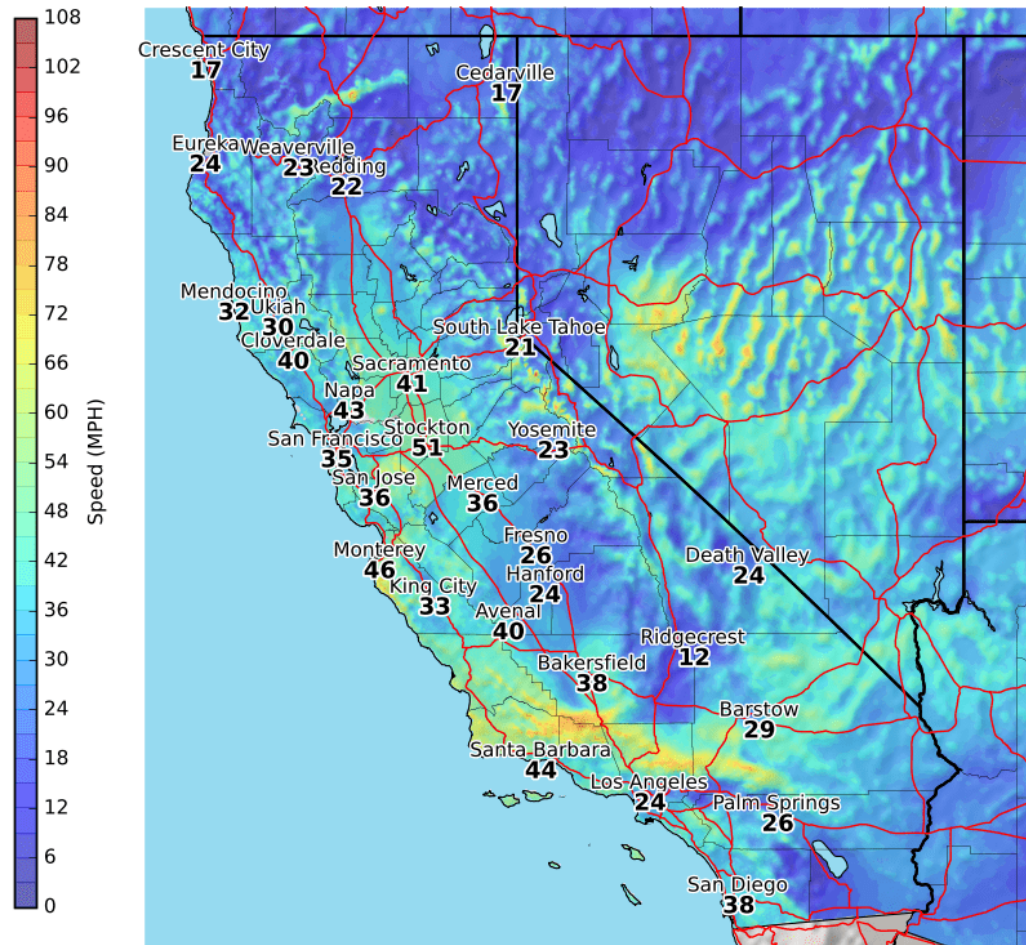 108
102
96
90
84
78
72
66
60
54
48
42
36
30
24
18
12
6
0
Speed (MPH)
Crescent City
17
Cedarville
17
Eureka
24
Weaverville
23
Redding
22
Mendocino
32
Ukiah
30
Cloverdale
40
South Lake Tahoe
21
Sacramento
41
Napa
43
Stockton
51
San Francisco
35
Yosemite
23
San Jose
36
Merced
36
Fresno
26
Monterey
46
Death Valley
24
Hanford
24
King City
33
Avenal
40
Ridgecrest
12
Bakersfield
38
Barstow
29
Santa Barbara
44
Los Angeles
24
Palm Springs
26
San Diego
38